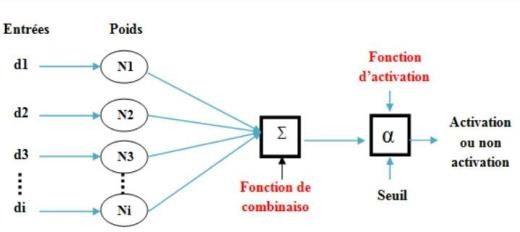 Entrées
Poids
d1
N1
d2
N2
d3
N3
di
Ni
Σ
Fonction de
combinaiso
Fonction
d'activation
α
Seuil
Activation
ou non
activation